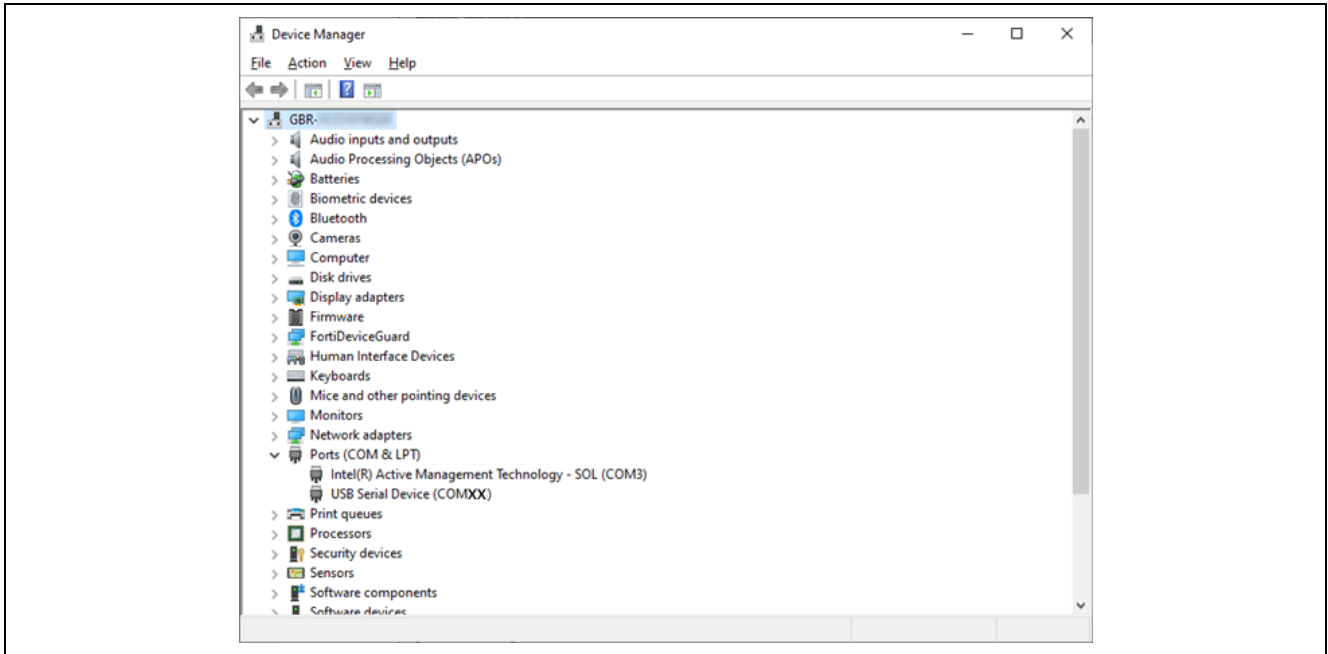 Device Manager
File Action View Help
GBR-
Audio inputs and outputs
Audio Processing Objects (APOs)
Batteries
Biometric devices
Bluetooth
Cameras
Computer
Disk drives
Display adapters
Firmware
FortiDeviceGuard
Human Interface Devices
Keyboards
Mice and other pointing devices
Monitors
Network adapters
Ports (COM & LPT)
Intel(R) Active Management Technology - SOL (COM3)
USB Serial Device (COMXX)
Print queues
Processors
Security devices
Sensors
Software components
Software devices